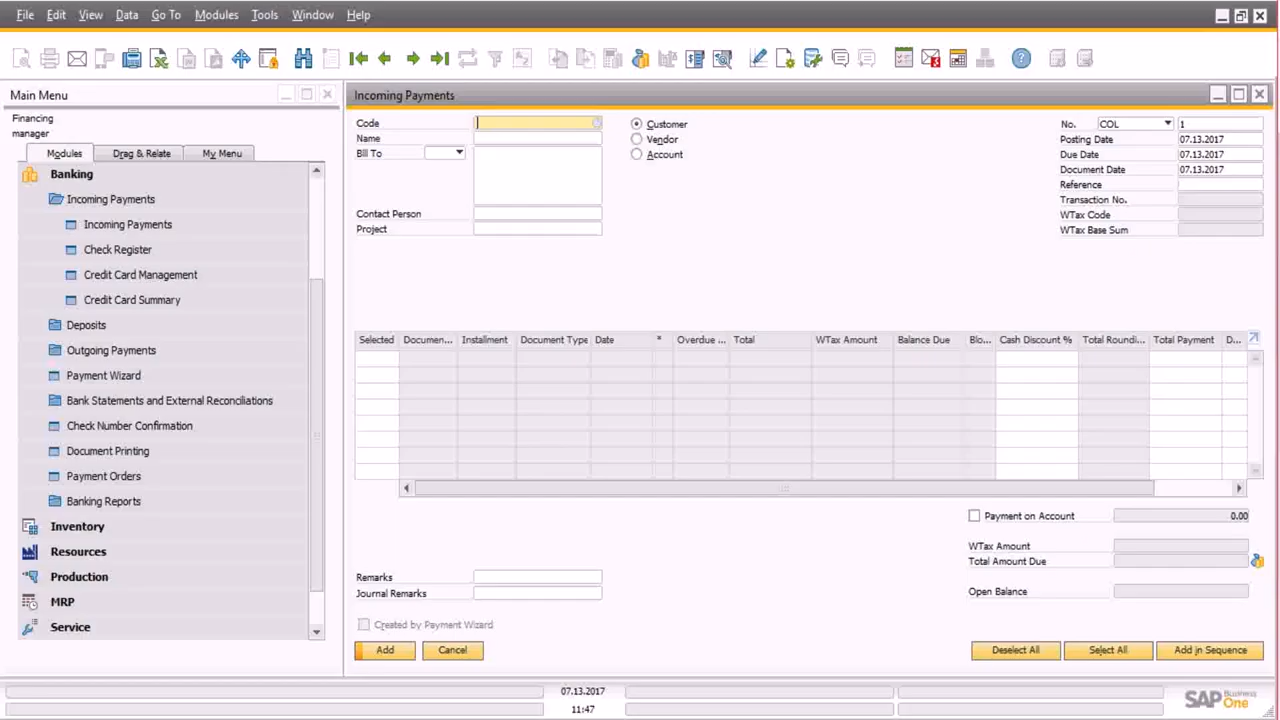 File Edit View Data Go To Modules Tools Window Help
Main Menu
Financing
manager
Modules Drag & Relate My Menu
Banking
Incoming Payments
Incoming Payments
Check Register
Credit Card Management
Credit Card Summary
Deposits
Outgoing Payments
Payment Wizard
Bank Statements and External Reconciliations
Check Number Confirmation
Document Printing
Payment Orders
Banking Reports
Inventory
Resources
Production
MRP
Service
Incoming Payments
Code
Name
Bill To
Contact Person
Project
Customer
Vendor
Account
No. COL 1
Posting Date 07.13.2017
Due Date 07.13.2017
Document Date 07.13.2017
Reference
Transaction No.
WTax Code
WTax Base Sum
Selected Documen... Installment Document Type Date * Overdue ... Total WTax Amount Balance Due Blo... Cash Discount % Total Roundi... Total Payment D...
Payment on Account 0.00
WTax Amount
Total Amount Due
Open Balance
Remarks
Journal Remarks
Created by Payment Wizard
Add Cancel Deselect All Select All Add in Sequence
07.13.2017
11:47
SAP Business One